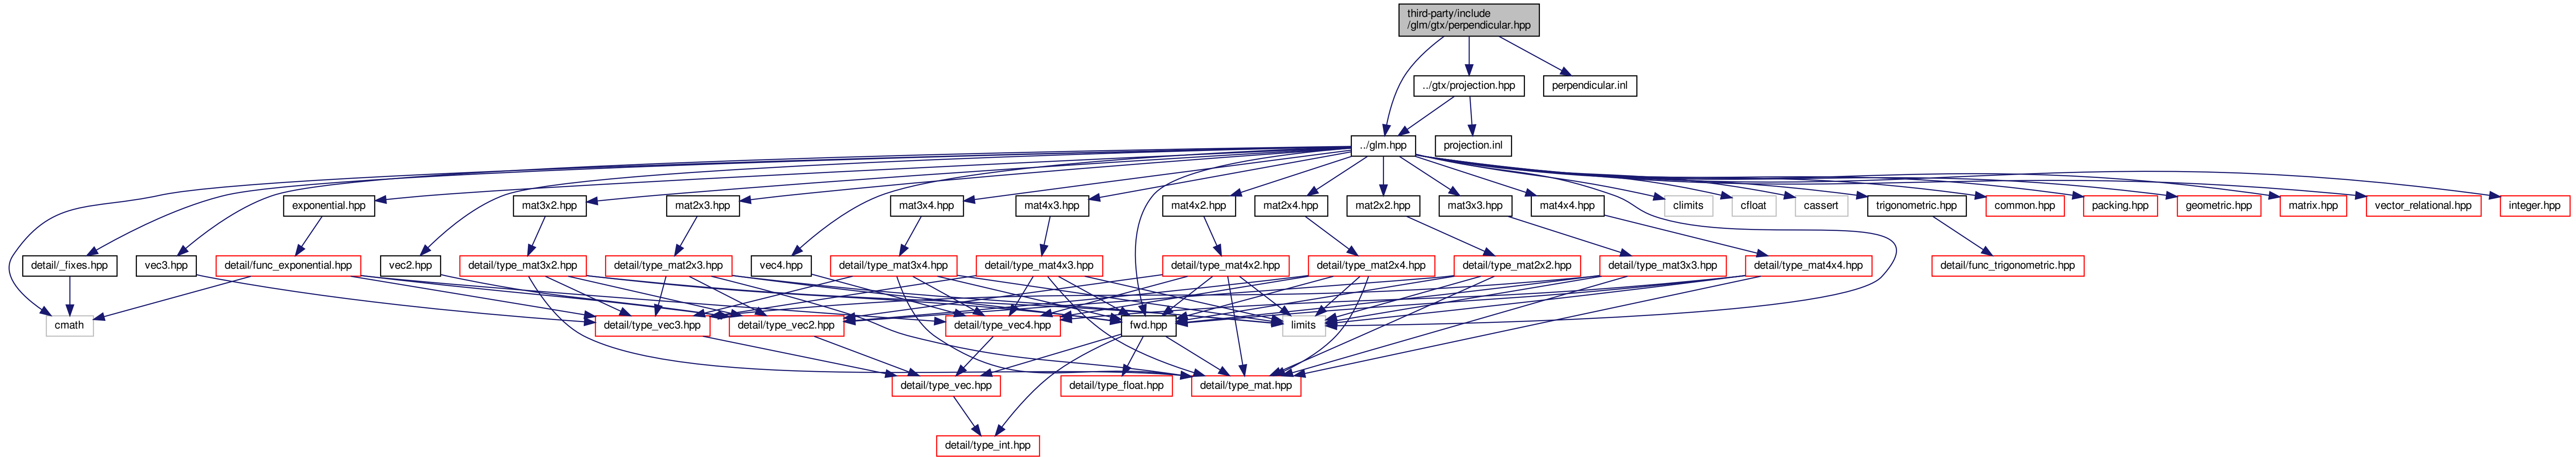 third-party/include
/glm/gtx/perpendicular.hpp
../gtx/projection.hpp
perpendicular.inl
../glm.hpp
projection.inl
exponential.hpp
mat3x2.hpp
mat2x3.hpp
mat3x4.hpp
mat4x3.hpp
mat4x2.hpp
mat2x4.hpp
mat2x2.hpp
mat3x3.hpp
mat4x4.hpp
climits
cfloat
cassert
trigonometric.hpp
common.hpp
packing.hpp
geometric.hpp
matrix.hpp
vector_relational.hpp
integer.hpp
detail/_fixes.hpp
vec3.hpp
detail/func_exponential.hpp
vec2.hpp
detail/type_mat3x2.hpp
detail/type_mat2x3.hpp
vec4.hpp
detail/type_mat3x4.hpp
detail/type_mat4x3.hpp
detail/type_mat4x2.hpp
detail/type_mat2x4.hpp
detail/type_mat2x2.hpp
detail/type_mat3x3.hpp
detail/type_mat4x4.hpp
detail/func_trigonometric.hpp
cmath
detail/type_vec3.hpp
detail/type_vec2.hpp
detail/type_vec4.hpp
fwd.hpp
limits
detail/type_vec.hpp
detail/type_float.hpp
detail/type_mat.hpp
detail/type_int.hpp